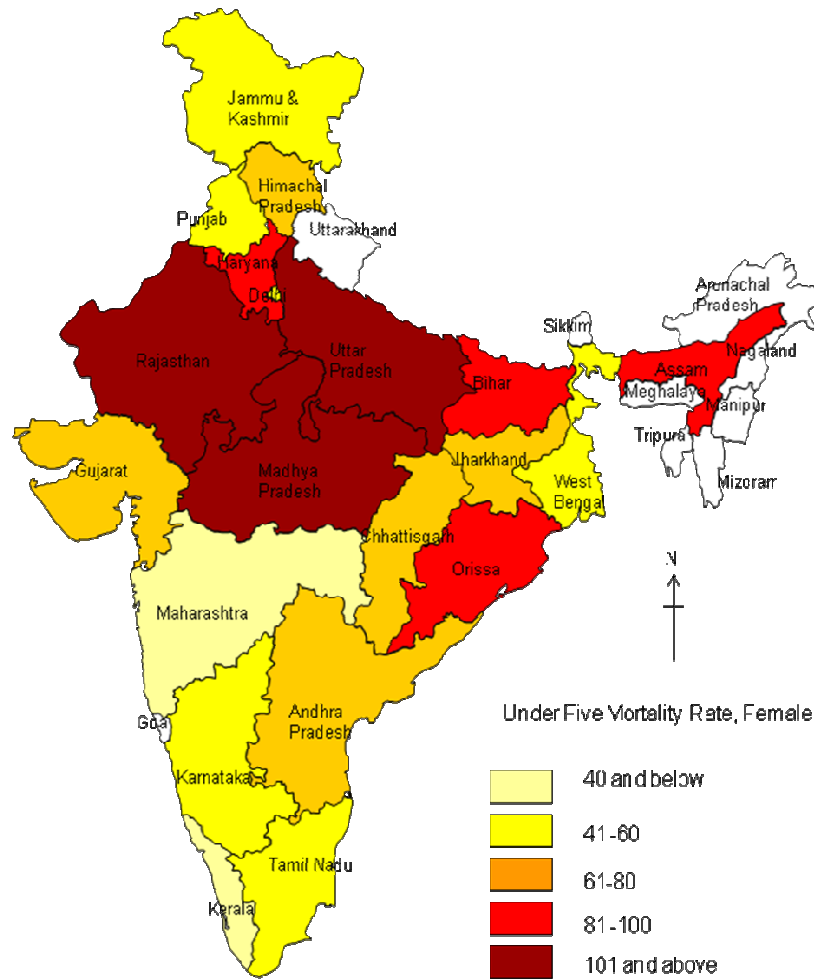 Jammu &
Kashmir
Himachal
Pradesh
Punjab
Uttarakhand
Haryana
Delhi
Arunachal
Pradesh
Sikkim
Nagaland
Rajasthan
Uttar
Pradesh
Bihar
Assam
Meghalaya
Manipur
Tripura
Jharkhand
Gujarat
Madhya
Pradesh
West
Bengal
Mizoram
Chhattisgarh
Orissa
N
Maharashtra
Goa
Andhra
Pradesh
Under Five Mortality Rate, Female
Karnataka
40 and below
41-60
Tamil Nadu
61-80
Kerala
81-100
101 and above